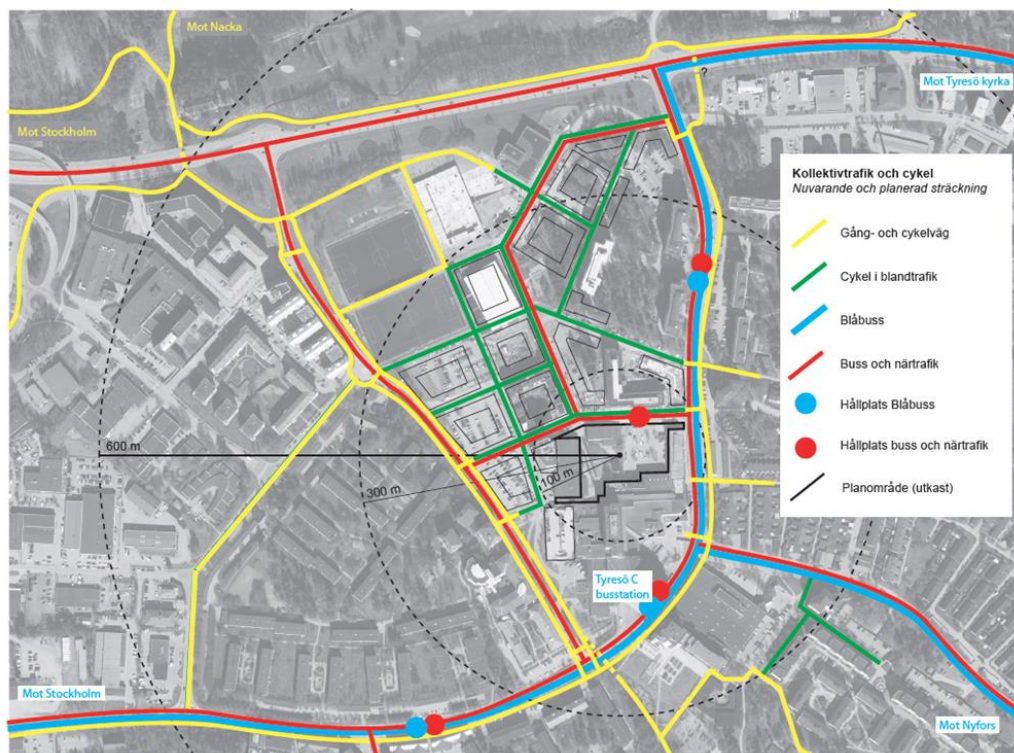 Mot Nacka
Mot Stockholm
?
Mot Tyresö kyrka
Kollektivtrafik och cykel
Nuvarande och planerad sträckning
Gång- och cykelväg
Cykel i blandtrafik
Blåbuss
Buss och närtrafik
Hållplats Blåbuss
Hållplats buss och närtrafik
Planområde (utkast)
600 m
300 m
100 m
Tyresö C
busstation
Mot Stockholm
Mot Nyfors